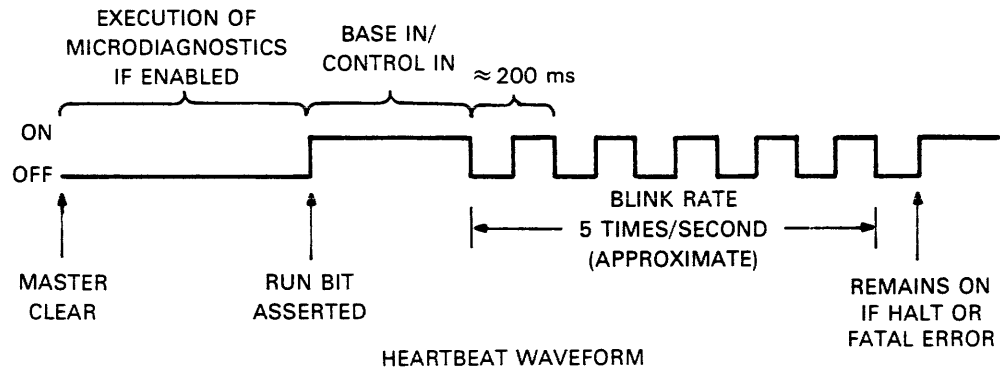 EXECUTION OF
MICRODIAGNOSTICS
IF ENABLED
BASE IN/
CONTROL IN
≈200 ms
ON
OFF
BLINK RATE
5 TIMES/SECOND
(APPROXIMATE)
MASTER
CLEAR
RUN BIT
ASSERTED
REMAINS ON
IF HALT OR
FATAL ERROR
HEARTBEAT WAVEFORM